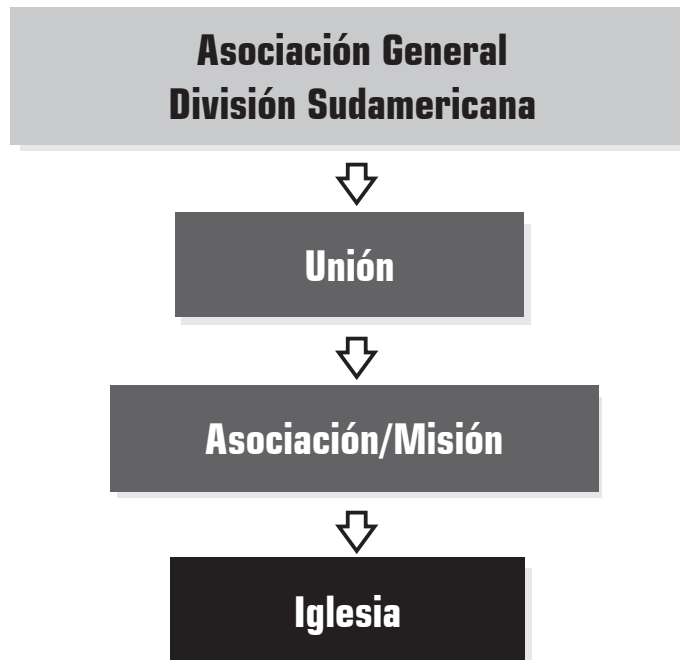 Asociación General
División Sudamericana
Unión
Asociación/Misión
Iglesia